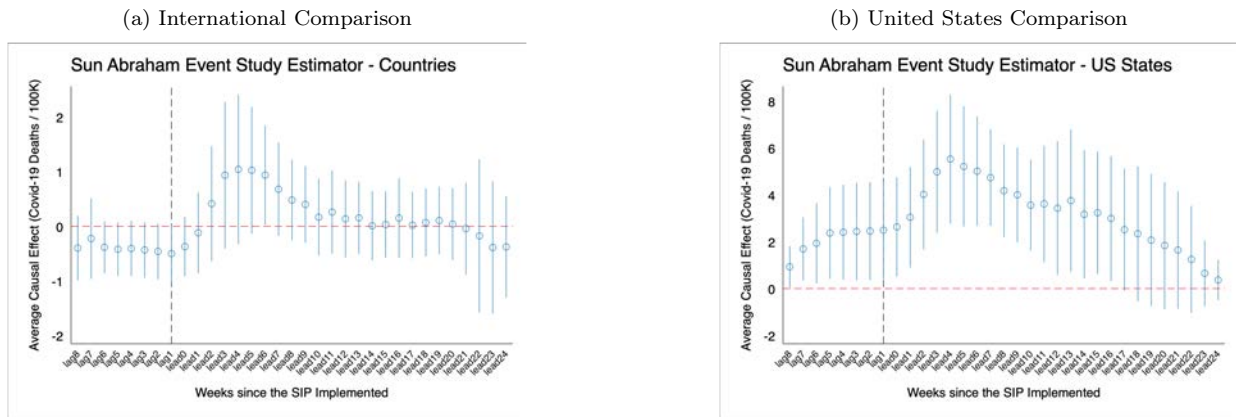 (a) International Comparison
Sun Abraham Event Study Estimator - Countries
Average Causal Effect (Covid-19 Deaths / 100K)
2
1
0
-1
-2
lag8 lag7 lag6 lag5 lag4 lag3 lag2 lag1 lead0 lead1 lead2 lead3 lead4 lead5 lead6 lead7 lead8 lead9 lead10 lead11 lead12 lead13 lead14 lead15 lead16 lead17 lead18 lead19 lead20 lead21 lead22 lead23 lead24
Weeks since the SIP Implemented
(b) United States Comparison
Sun Abraham Event Study Estimator - US States
Average Causal Effect (Covid-19 Deaths / 100K)
8
6
4
2
0
-2
lag8 lag7 lag6 lag5 lag4 lag3 lag2 lag1 lead0 lead1 lead2 lead3 lead4 lead5 lead6 lead7 lead8 lead9 lead10 lead11 lead12 lead13 lead14 lead15 lead16 lead17 lead18 lead19 lead20 lead21 lead22 lead23 lead24
Weeks since the SIP Implemented